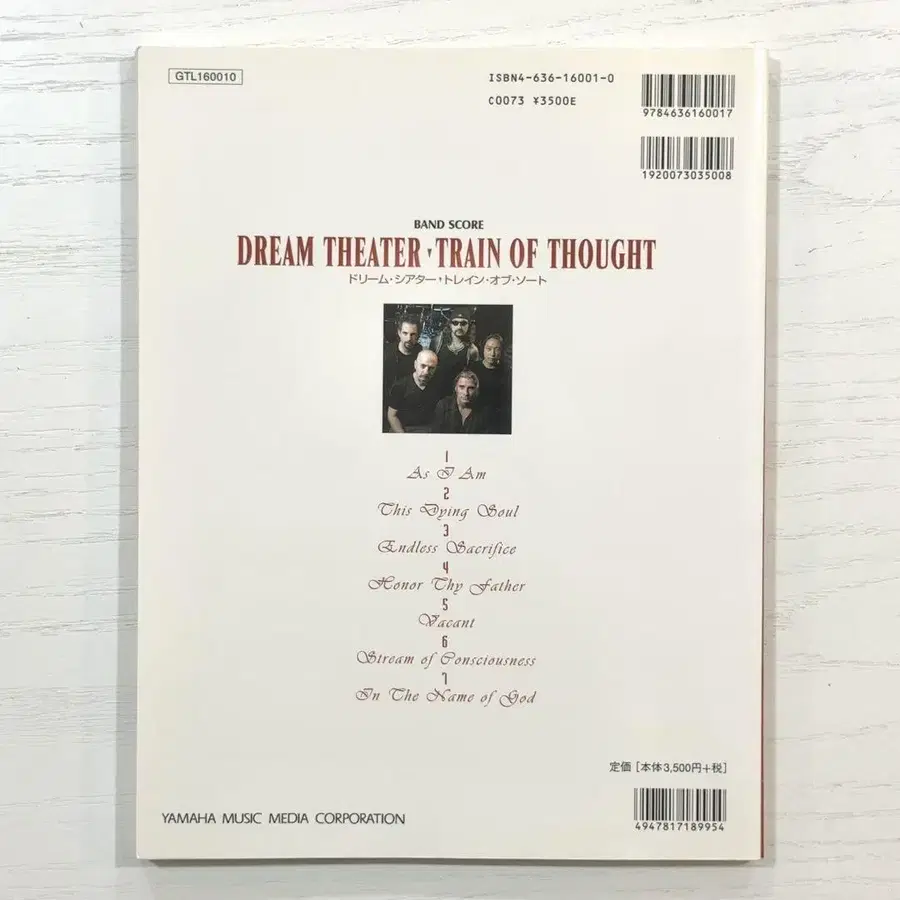 GTL160010
ISBN4-636-16001-0
C0073 ¥3500E
9784636160017
1920073035008
BAND SCORE
DREAM THEATER ▼ TRAIN OF THOUGHT
ドリーム・シアター▼トレイン・オブ・ソート
1
As I Am
2
This Dying Soul
3
Endless Sacrifice
4
Honor Thy Father
5
Vacant
6
Stream of Consciousness
7
In The Name of God
定価 [本体3,500円+税]
YAMAHA MUSIC MEDIA CORPORATION
4947817189954